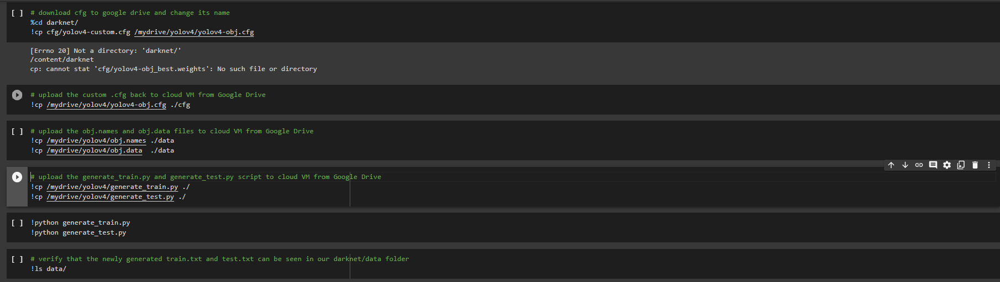 [ ] # download cfg to google drive and change its name
%cd darknet/
!cp cfg/yolov4-custom.cfg /mydrive/yolov4/yolov4-obj.cfg
[Errno 20] Not a directory: 'darknet/'
/content/darknet
cp: cannot stat 'cfg/yolov4-obj_best.weights': No such file or directory
# upload the custom .cfg back to cloud VM from Google Drive
!cp /mydrive/yolov4/yolov4-obj.cfg ./cfg
[ ] # upload the obj.names and obj.data files to cloud VM from Google Drive
!cp /mydrive/yolov4/obj.names ./data
!cp /mydrive/yolov4/obj.data  ./data
# upload the generate_train.py and generate_test.py script to cloud VM from Google Drive
!cp /mydrive/yolov4/generate_train.py ./
!cp /mydrive/yolov4/generate_test.py ./
[ ] !python generate_train.py
!python generate_test.py
[ ] # verify that the newly generated train.txt and test.txt can be seen in our darknet/data folder
!ls data/